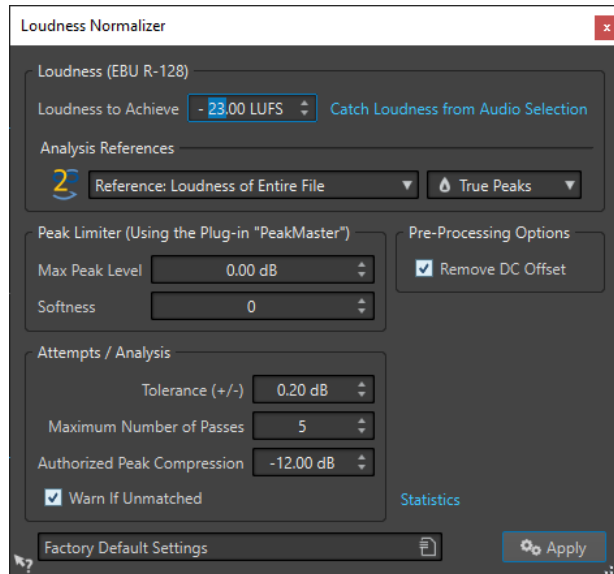 Loudness Normalizer
x
Loudness (EBU R-128)
Loudness to Achieve - 23.00 LUFS Catch Loudness from Audio Selection
Analysis References
Reference: Loudness of Entire File True Peaks
Peak Limiter (Using the Plug-in "PeakMaster")
Max Peak Level 0.00 dB
Softness 0
Pre-Processing Options
Remove DC Offset
Attempts / Analysis
Tolerance (+/-) 0.20 dB
Maximum Number of Passes 5
Authorized Peak Compression -12.00 dB
Warn If Unmatched
Statistics
Factory Default Settings
Apply
?